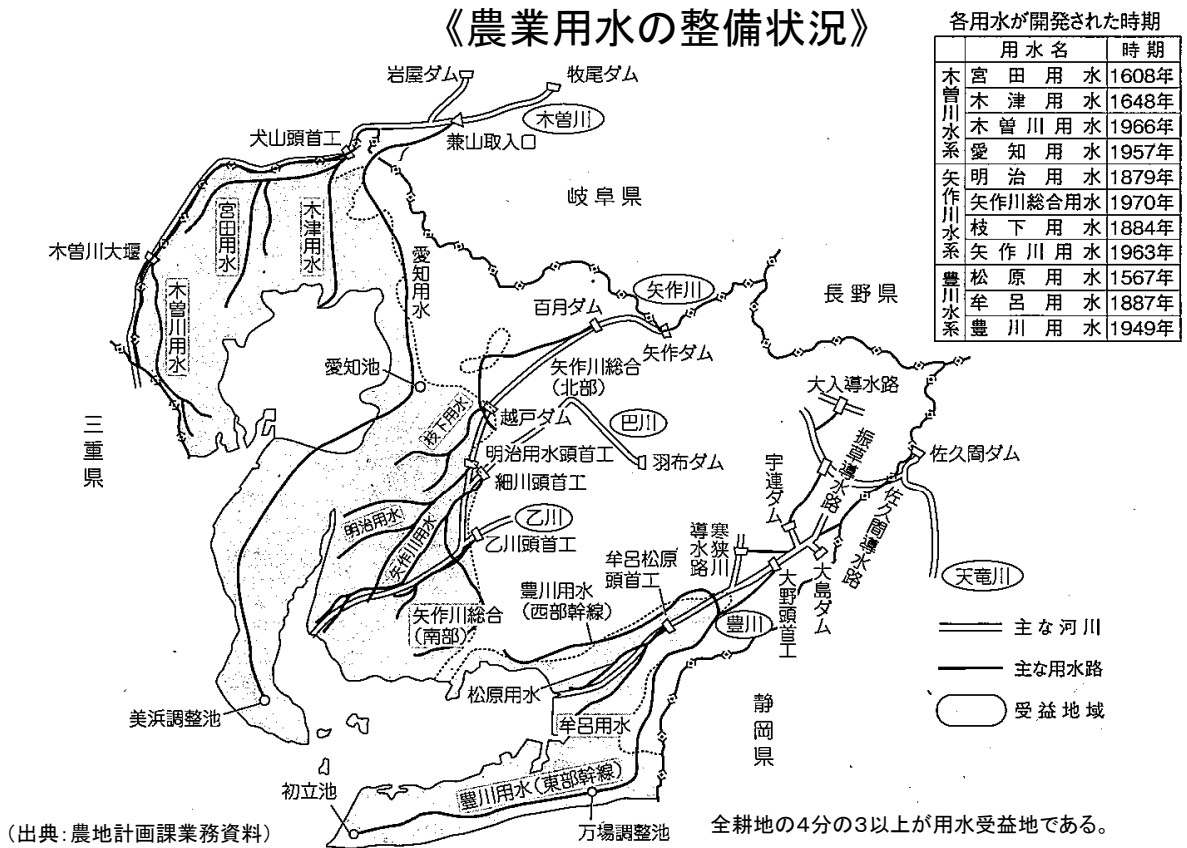 《農業用水の整備状況》
各用水が開発された時期
用水名 時期
木曽川水系
宮田用水 1608年
木津用水 1648年
木曽川用水 1966年
愛知用水 1957年
矢作川水系
明治用水 1879年
矢作川総合用水 1970年
枝下用水 1884年
矢作川用水 1963年
豊川水系
松原用水 1567年
牟呂用水 1887年
豊川用水 1949年
岩屋ダム
牧尾ダム
木曽川
犬山頭首工
兼山取入口
岐阜県
宮田用水
木津用水
木曽川大堰
愛知用水
木曽川用水
矢作川
長野県
百月ダム
矢作ダム
愛知池
矢作川総合
(北部)
大入導水路
三重県
枝下用水
越戸ダム
巴川
振草導水路
明治用水頭首工
羽布ダム
佐久間ダム
細川頭首工
宇連ダム
佐久間導水路
明治用水
矢作川用水
乙川
乙川頭首工
寒狭川
導水路
牟呂松原
頭首工
大野頭首工
大島ダム
天竜川
豊川用水
(西部幹線)
矢作川総合
(南部)
豊川
主な河川
主な用水路
受益地域
松原用水
美浜調整池
牟呂用水
静岡県
初立池
豊川用水(東部幹線)
万場調整池
(出典:農地計画課業務資料)
全耕地の4分の3以上が用水受益地である。